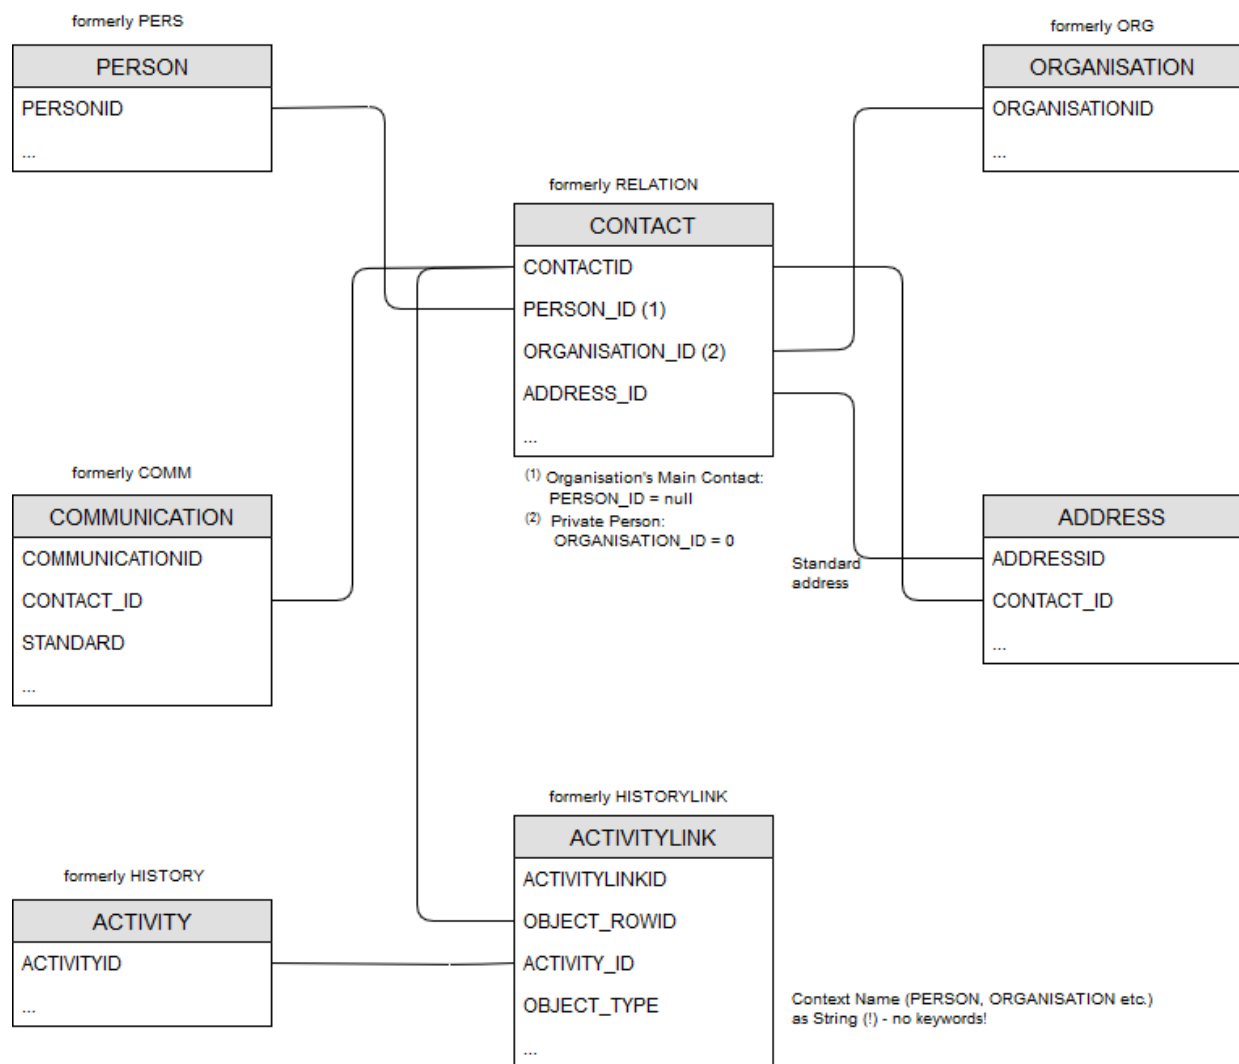 formerly PERS
PERSON
PERSONID
...
formerly ORG
ORGANISATION
ORGANISATIONID
...
formerly RELATION
CONTACT
CONTACTID
PERSON_ID (1)
ORGANISATION_ID (2)
ADDRESS_ID
...
(1) Organisation's Main Contact:
PERSON_ID = null
(2) Private Person:
ORGANISATION_ID = 0
formerly COMM
COMMUNICATION
COMMUNICATIONID
CONTACT_ID
STANDARD
...
Standard
address
ADDRESS
ADDRESSID
CONTACT_ID
...
formerly HISTORYLINK
ACTIVITYLINK
ACTIVITYLINKID
OBJECT_ROWID
ACTIVITY_ID
OBJECT_TYPE
...
formerly HISTORY
ACTIVITY
ACTIVITYID
...
Context Name (PERSON, ORGANISATION etc.)
as String (!) - no keywords!